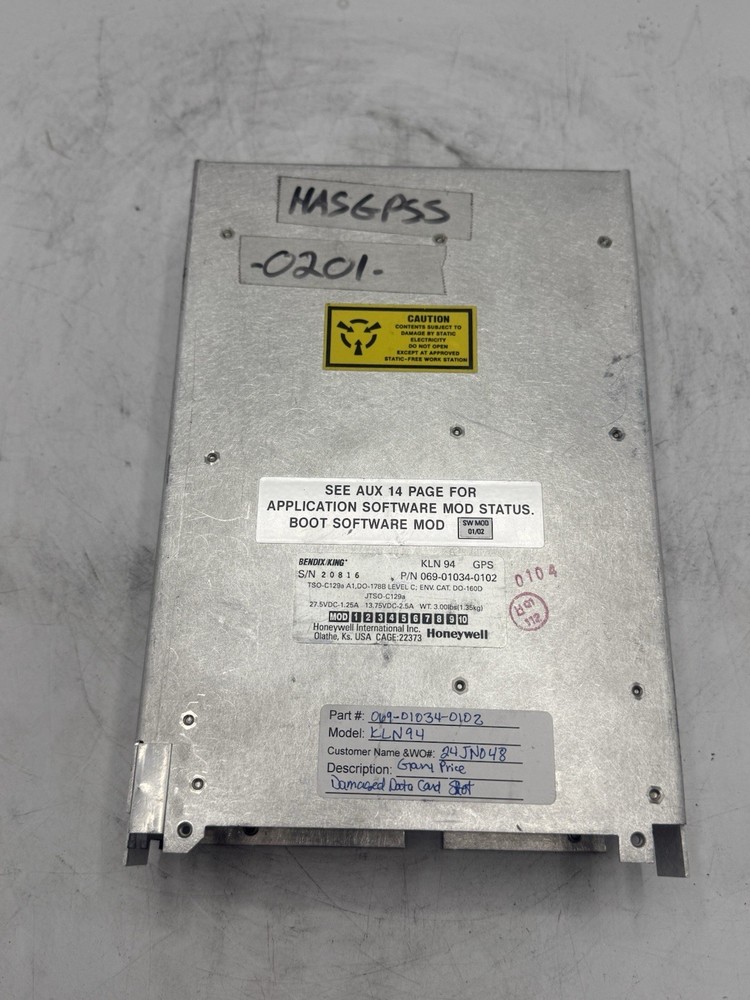 HASGPSS
-0201-
CAUTION
CONTENTS SUBJECT TO
DAMAGE BY STATIC
ELECTRICITY
DO NOT OPEN
EXCEPT AT APPROVED
STATIC-FREE WORK STATION
SEE AUX 14 PAGE FOR
APPLICATION SOFTWARE MOD STATUS.
BOOT SOFTWARE MOD SW MOD 01/02
BENDIX/KING KLN 94 GPS
S/N 20816 P/N 069-01034-0102
TSO-C129a A1,DO-178B LEVEL C; ENV. CAT. DO-160D
JTSO-C129a
27.5VDC-1.25A 13.75VDC-2.5A WT. 3.00lbs(1.35kg)
MOD 1 2 3 4 5 6 7 8 9 10
Honeywell International Inc.
Olathe, Ks. USA CAGE:22373 Honeywell
0104
112
Part #: 069-01034-0102
Model: KLN94
Customer Name &WO#: 24JN048
Description: Gary Price
Damaged Data Card Slot